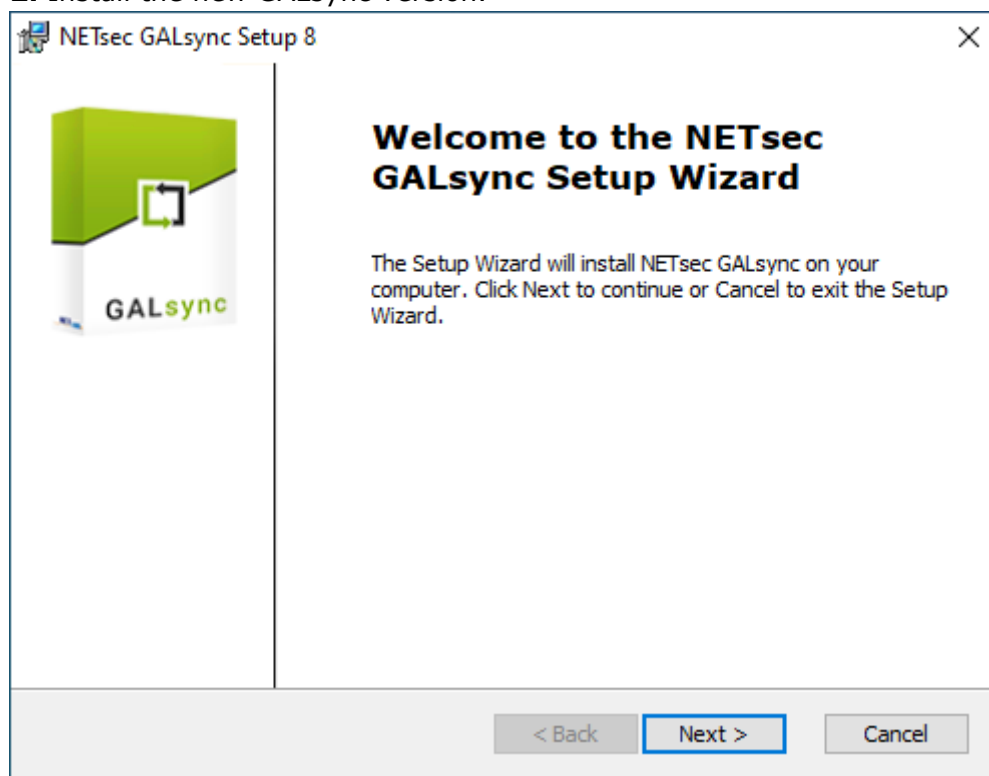 NETsec GALsync Setup 8
Welcome to the NETsec
GALsync Setup Wizard
The Setup Wizard will install NETsec GALsync on your
computer. Click Next to continue or Cancel to exit the Setup
Wizard.
GALsync
< Back
Next >
Cancel